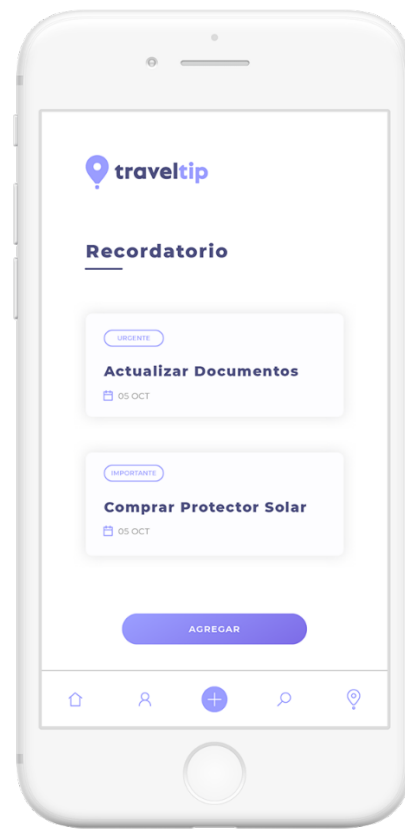 traveltip
Recordatorio
URGENTE
Actualizar Documentos
05 OCT
IMPORTANTE
Comprar Protector Solar
05 OCT
AGREGAR